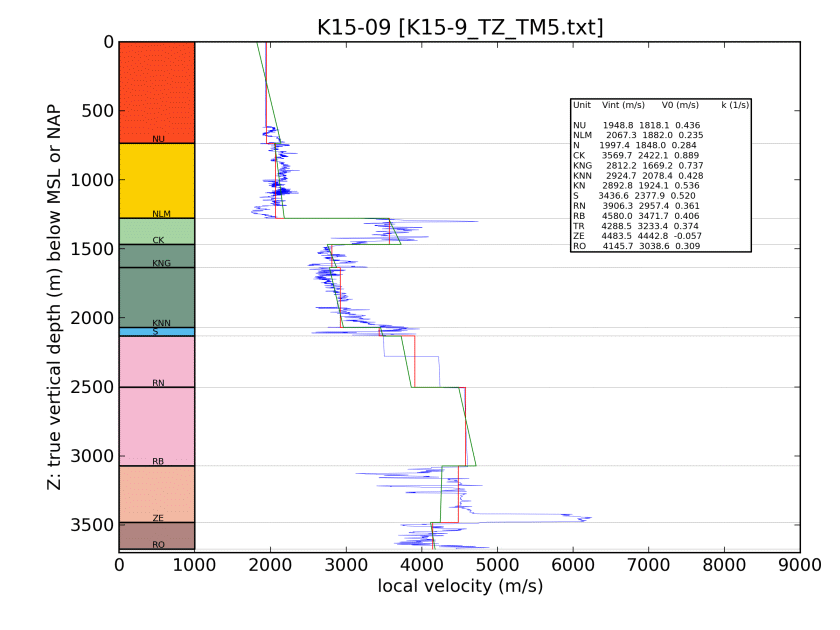 K15-09 [K15-9_TZ_TM5.txt]
Z: true vertical depth (m) below MSL or NAP
0
500
1000
1500
2000
2500
3000
3500
NU
NLM
CK
KNG
KNN
S
RN
RB
ZE
RO
Unit Vint (m/s) V0 (m/s) k (1/s)
NU 1948.8 1818.1 0.436
NLM 2067.3 1882.0 0.235
N 1997.4 1848.0 0.284
CK 3569.7 2422.1 0.889
KNG 2812.2 1669.2 0.737
KNN 2924.7 2078.4 0.428
KN 2892.8 1924.1 0.536
S 3436.6 2377.9 0.520
RN 3906.3 2957.4 0.361
RB 4580.0 3471.7 0.406
TR 4288.5 3233.4 0.374
ZE 4483.5 4442.8 -0.057
RO 4145.7 3038.6 0.309
0 1000 2000 3000 4000 5000 6000 7000 8000 9000
local velocity (m/s)